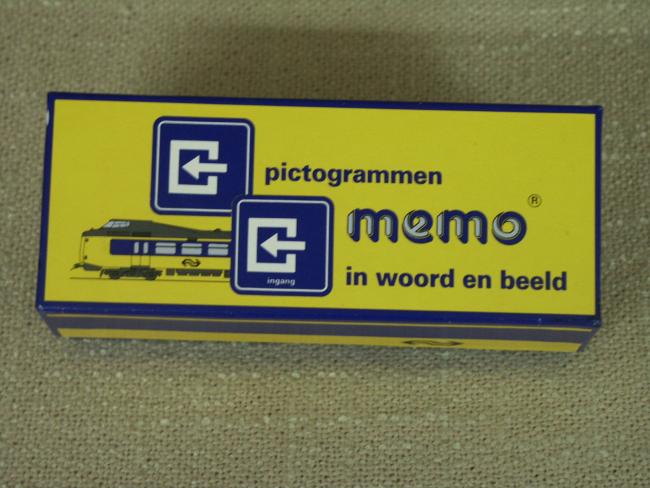 pictogrammen
memo®
in woord en beeld
ingang